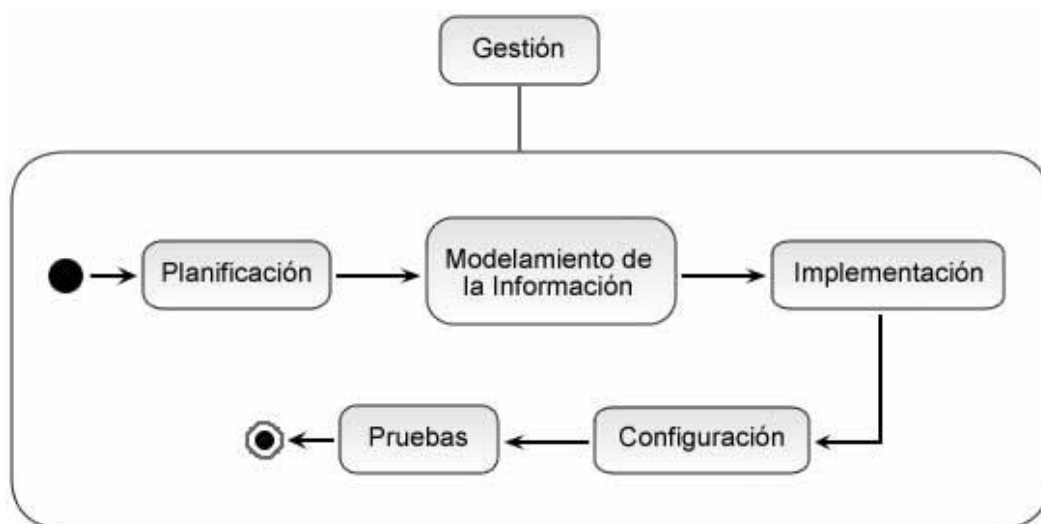 Gestión
Planificación
Modelamiento de
la Información
Implementación
Configuración
Pruebas